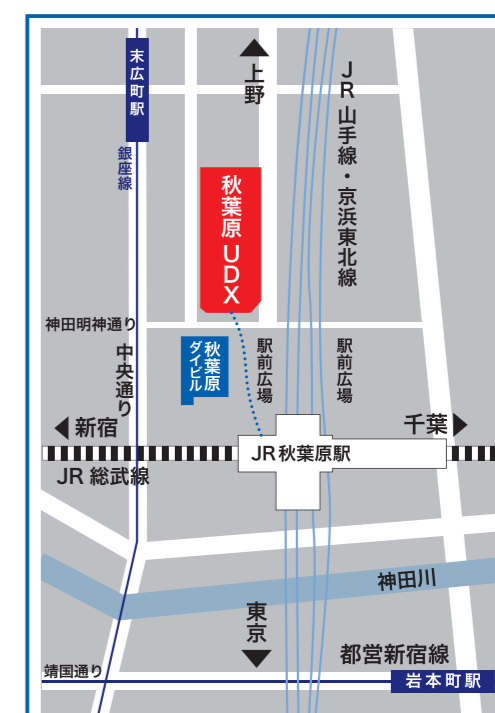 末広町駅
銀座線
上野
JR山手線・京浜東北線
秋葉原UDX
神田明神通り
中央通り
秋葉原
ダイビル
駅前広場
駅前広場
新宿
千葉
JR秋葉原駅
JR 総武線
神田川
東京
都営新宿線
靖国通り
岩本町駅